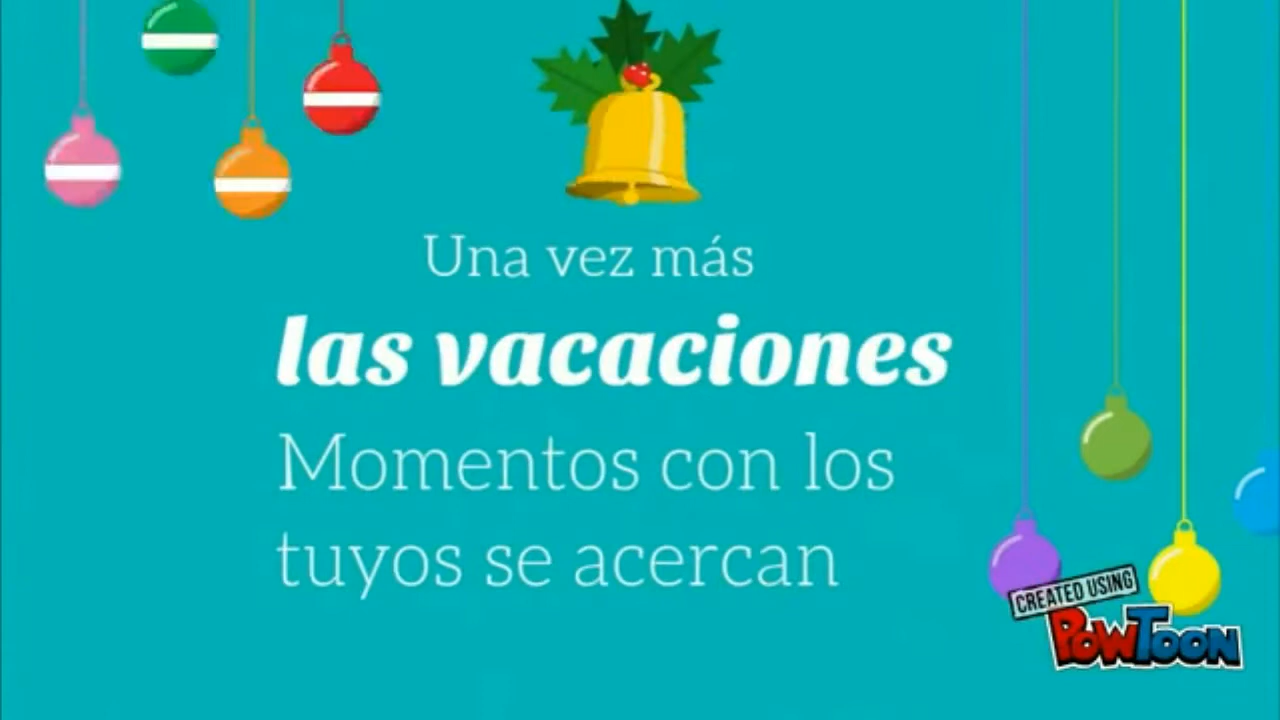 Una vez más
las vacaciones
Momentos con los
tuyos se acercan
CREATED USING
POWTOON